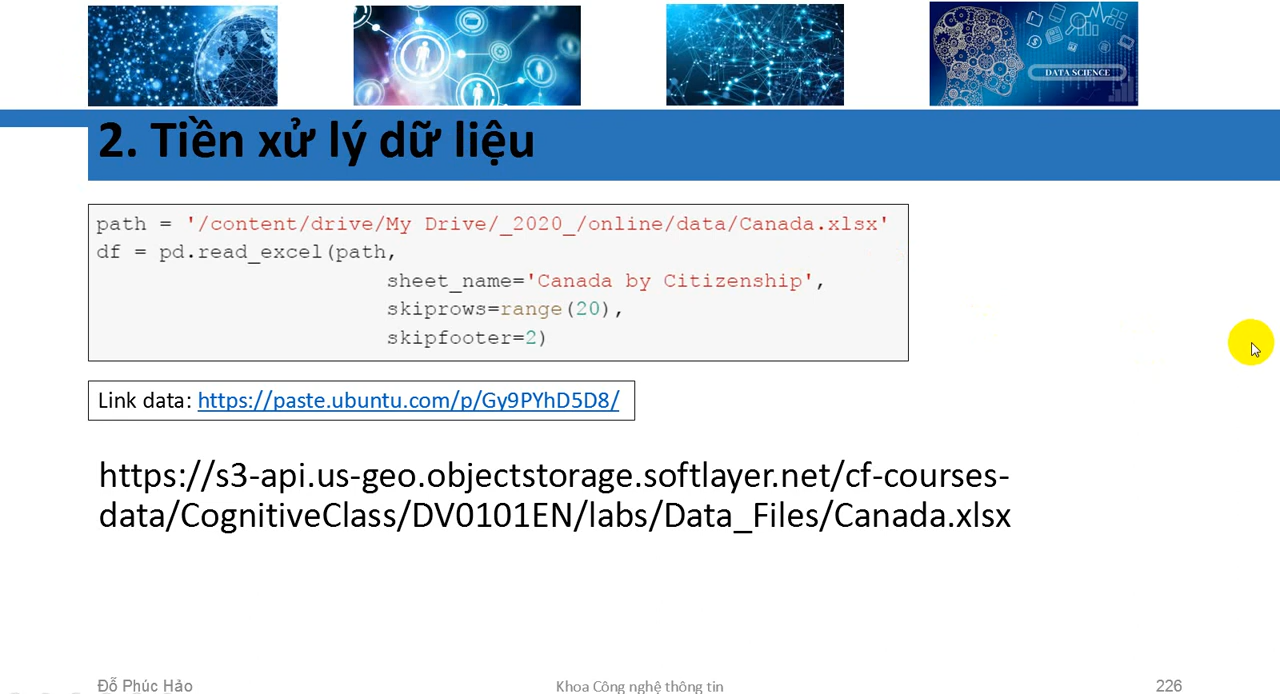 DATA SCIENCE
2. Tiền xử lý dữ liệu
path = '/content/drive/My Drive/_2020_/online/data/Canada.xlsx'
df = pd.read_excel(path,
sheet_name='Canada by Citizenship',
skiprows=range(20),
skipfooter=2)
Link data: https://paste.ubuntu.com/p/Gy9PYhD5D8/
https://s3-api.us-geo.objectstorage.softlayer.net/cf-courses-
data/CognitiveClass/DV0101EN/labs/Data_Files/Canada.xlsx
Đỗ Phúc Hảo
Khoa Công nghệ thông tin
226